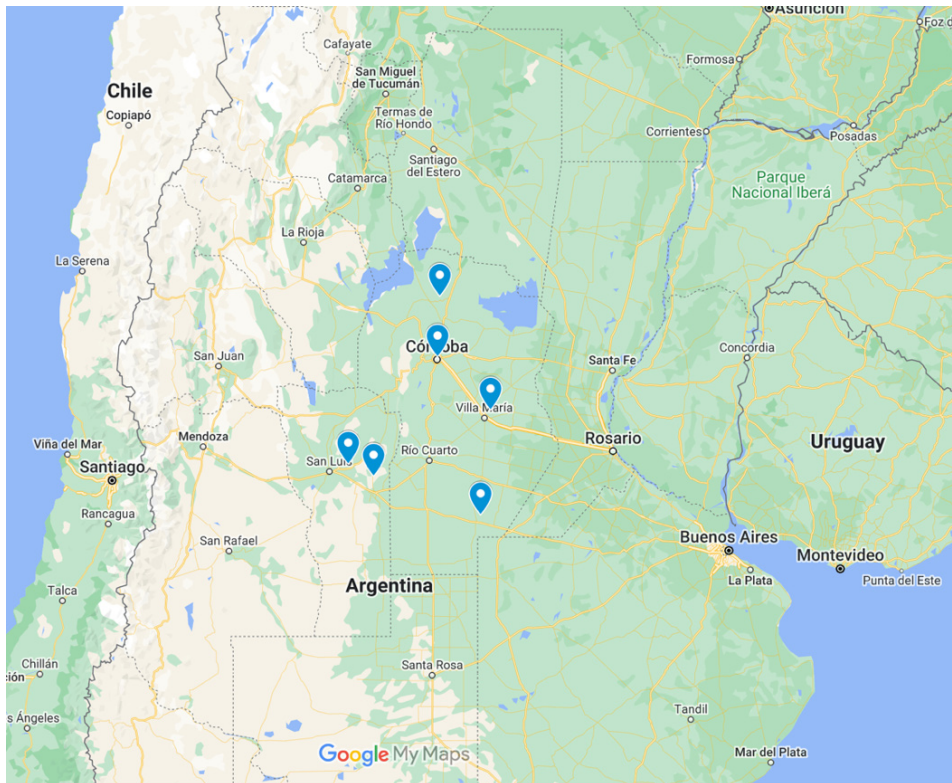 Asunción
Foz d
Cafayate
Formosa
San Miguel
de Tucumán
Chile
Copiapó
Termas de
Río Hondo
Corrientes
Posadas
Santiago
del Estero
Parque
Nacional Iberá
Catamarca
La Rioja
La Serena
Córdoba
Concordia
San Juan
Santa Fe
Villa María
Mendoza
Rosario
Uruguay
Viña del Mar
Río Cuarto
San Luis
Santiago
Rancagua
San Rafael
Buenos Aires
Montevideo
La Plata
Punta del Este
Argentina
Talca
Chillán
Santa Rosa
ción
Tandil
s Ángeles
Mar del Plata
Google My Maps